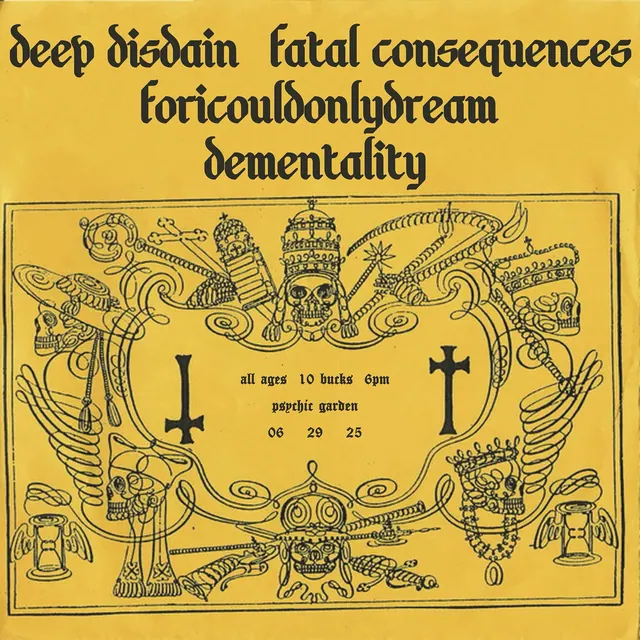 deep disdain fatal consequences
foricouldonlydream
dementality
all ages 10 bucks 6pm
psychic garden
06 29 25